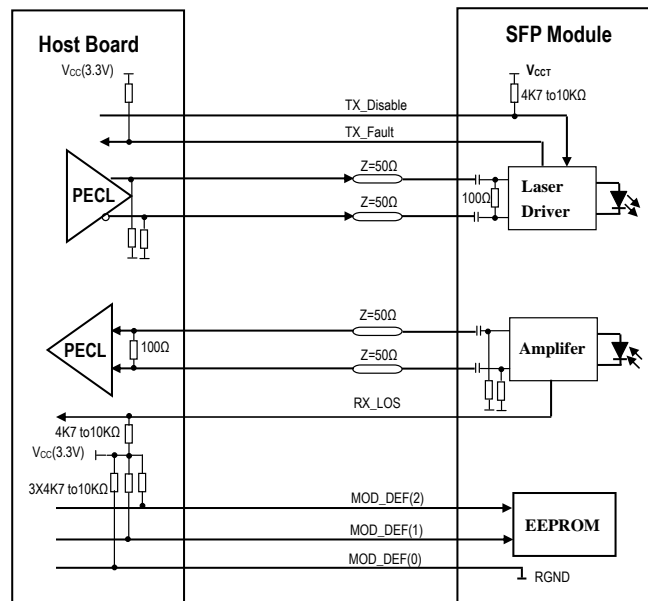 Host Board
SFP Module
VCC(3.3V)
VCCT
4K7 to10KΩ
TX_Disable
TX_Fault
Z=50Ω
PECL
100Ω
Laser
Driver
Z=50Ω
Z=50Ω
PECL
100Ω
Amplifer
Z=50Ω
RX_LOS
4K7 to10KΩ
VCC(3.3V)
3X4K7 to10KΩ
MOD_DEF(2)
EEPROM
MOD_DEF(1)
MOD_DEF(0)
RGND